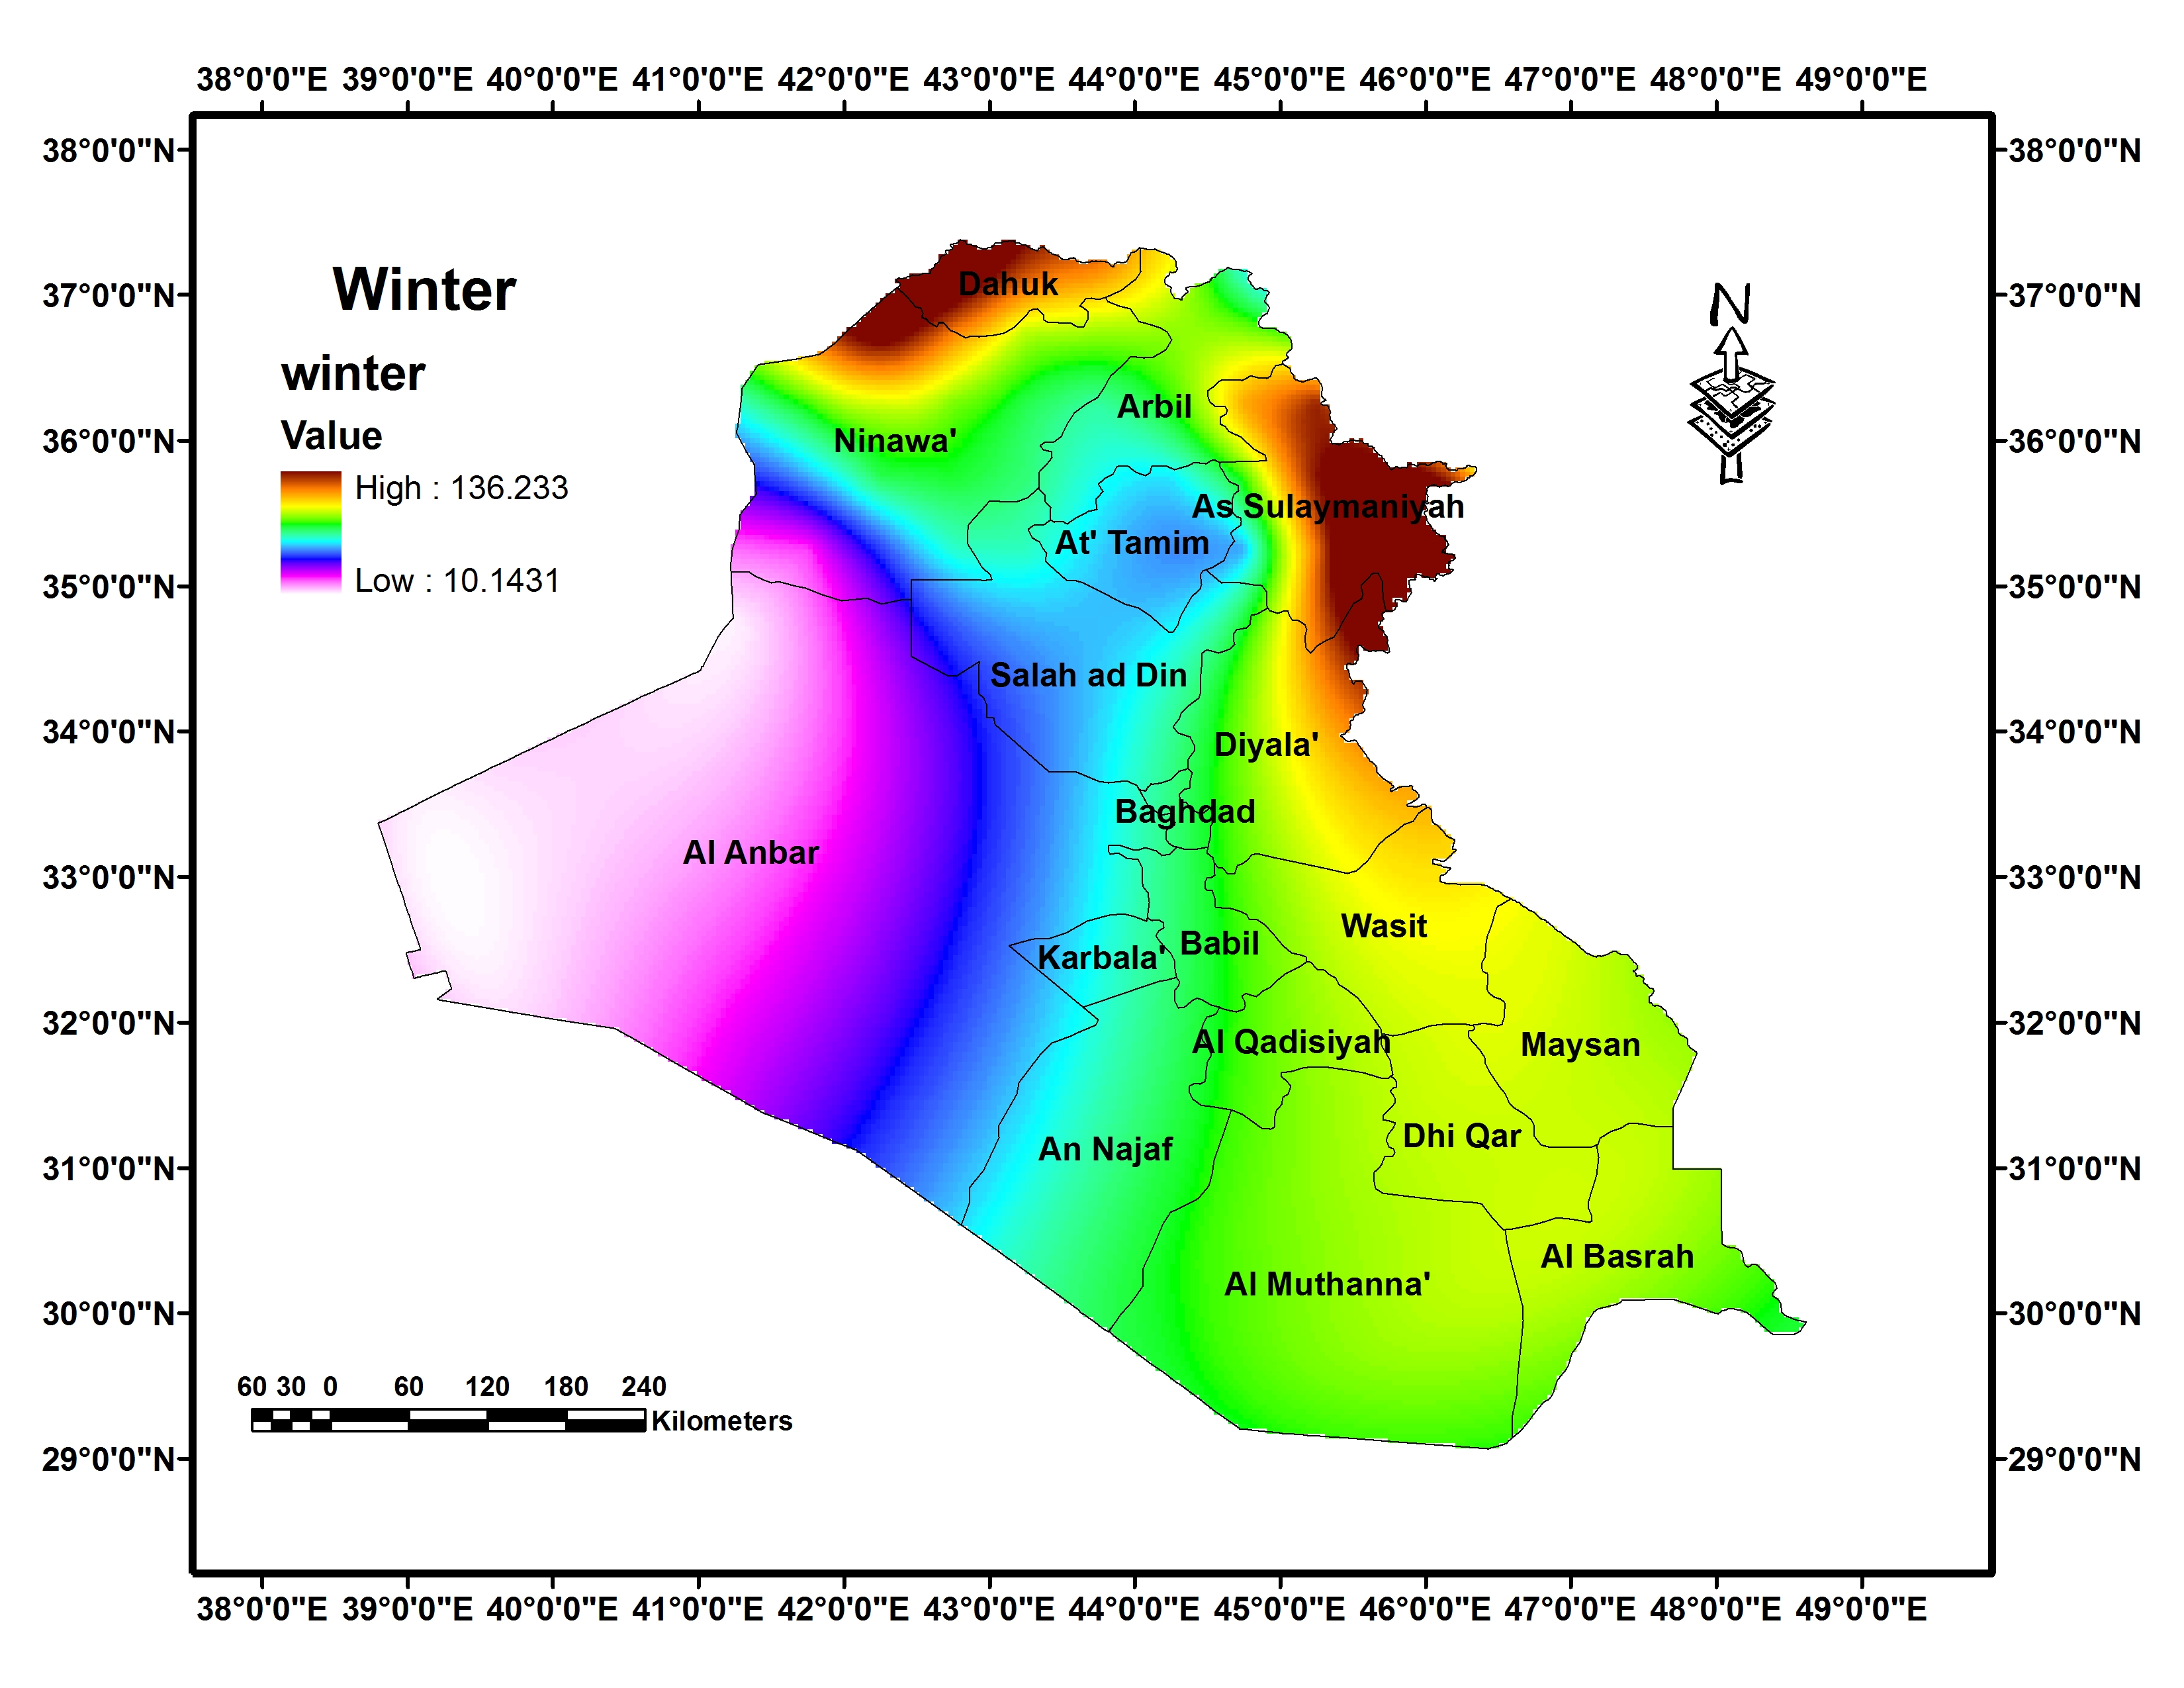 38°0'0"E 39°0'0"E 40°0'0"E 41°0'0"E 42°0'0"E 43°0'0"E 44°0'0"E 45°0'0"E 46°0'0"E 47°0'0"E 48°0'0"E 49°0'0"E
38°0'0"N 38°0'0"N
Winter
winter
Value
High : 136.233
Low : 10.1431
N
37°0'0"N 37°0'0"N
Dahuk
Arbil
36°0'0"N Ninawa' 36°0'0"N
As Sulaymaniyah
At' Tamim
35°0'0"N 35°0'0"N
Salah ad Din
34°0'0"N 34°0'0"N
Diyala'
Baghdad
Al Anbar
33°0'0"N 33°0'0"N
Wasit
Babil
Karbala'
32°0'0"N 32°0'0"N
Al Qadisiyah
Maysan
Dhi Qar
An Najaf
31°0'0"N 31°0'0"N
Al Basrah
Al Muthanna'
30°0'0"N 30°0'0"N
60 30 0 60 120 180 240
Kilometers
29°0'0"N 29°0'0"N
38°0'0"E 39°0'0"E 40°0'0"E 41°0'0"E 42°0'0"E 43°0'0"E 44°0'0"E 45°0'0"E 46°0'0"E 47°0'0"E 48°0'0"E 49°0'0"E